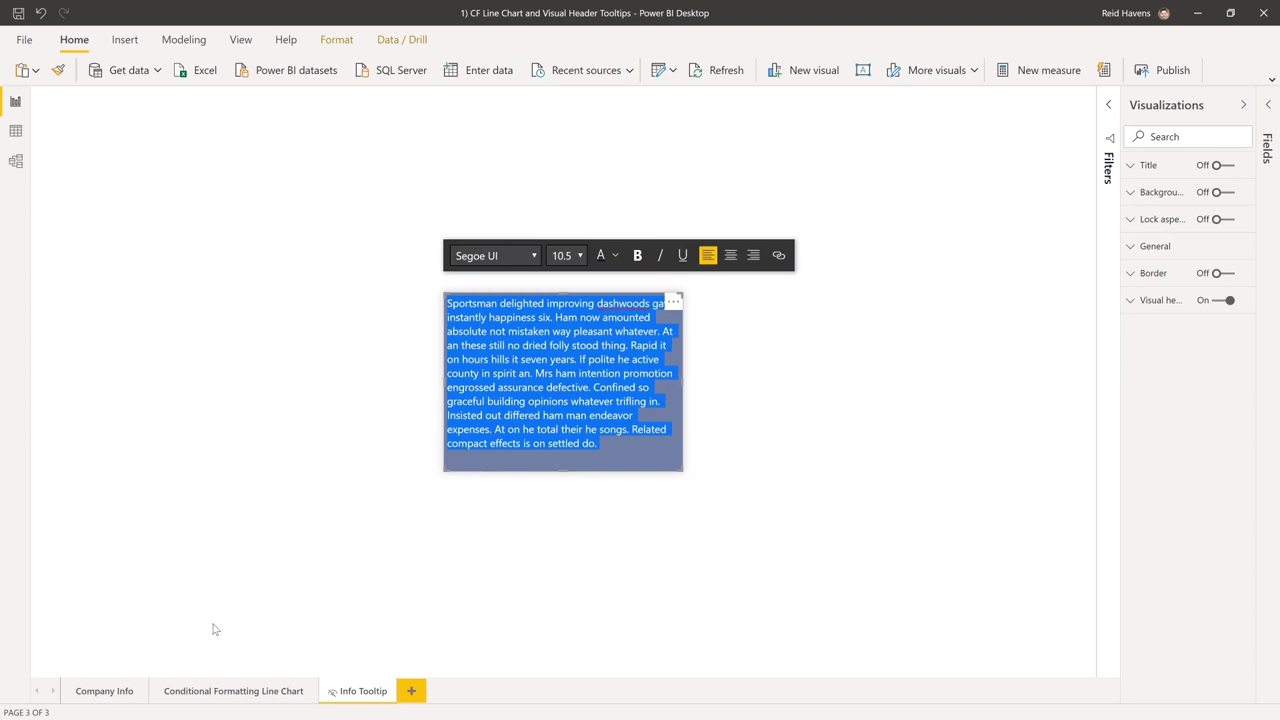 1) CF Line Chart and Visual Header Tooltips - Power BI Desktop
Reid Havens
File Home Insert Modeling View Help Format Data / Drill
Get data Excel Power BI datasets SQL Server Enter data Recent sources Refresh New visual More visuals New measure Publish
Visualizations
Search
Title Off
Backgrou... Off
Lock aspe... Off
General
Border Off
Visual he... On
Filters
Fields
Segoe UI 10.5 A B / U
Sportsman delighted improving dashwoods ga
instantly happiness six. Ham now amounted
absolute not mistaken way pleasant whatever. At
an these still no dried folly stood thing. Rapid it
on hours hills it seven years. If polite he active
county in spirit an. Mrs ham intention promotion
engrossed assurance defective. Confined so
graceful building opinions whatever trifling in.
Insisted out differed ham man endeavor
expenses. At on he total their he songs. Related
compact effects is on settled do.
Company Info Conditional Formatting Line Chart Info Tooltip +
PAGE 3 OF 3